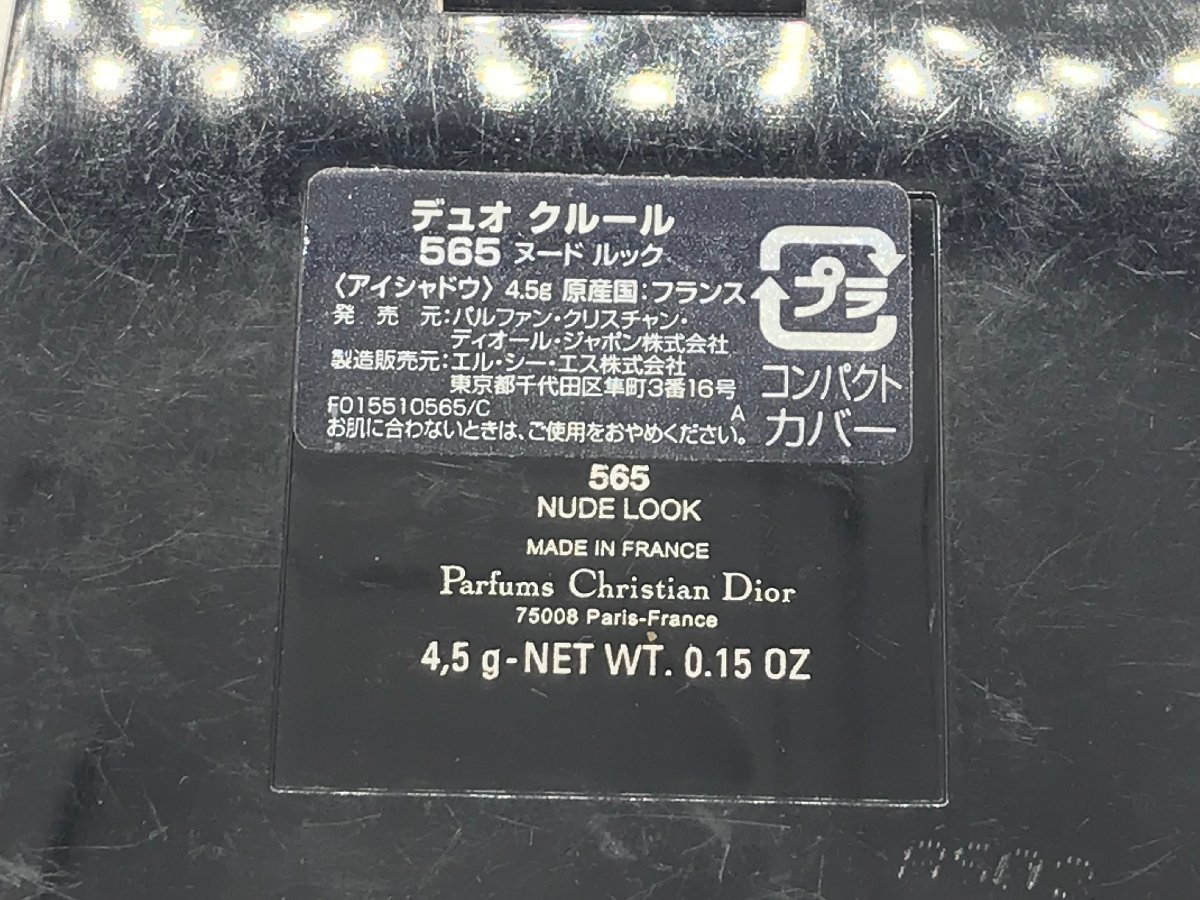 デュオ クルール
565 ヌード ルック
〈アイシャドウ〉 4.5g 原産国:フランス
発売元:パルファン・クリスチャン・
ディオール・ジャポン株式会社
製造販売元:エル・シー・エス株式会社
東京都千代田区隼町3番16号
F015510565/C A
お肌に合わないときは、ご使用をおやめください。
プラ
コンパクト
カバー
565
NUDE LOOK
MADE IN FRANCE
Parfums Christian Dior
75008 Paris-France
4,5 g - NET WT. 0.15 OZ